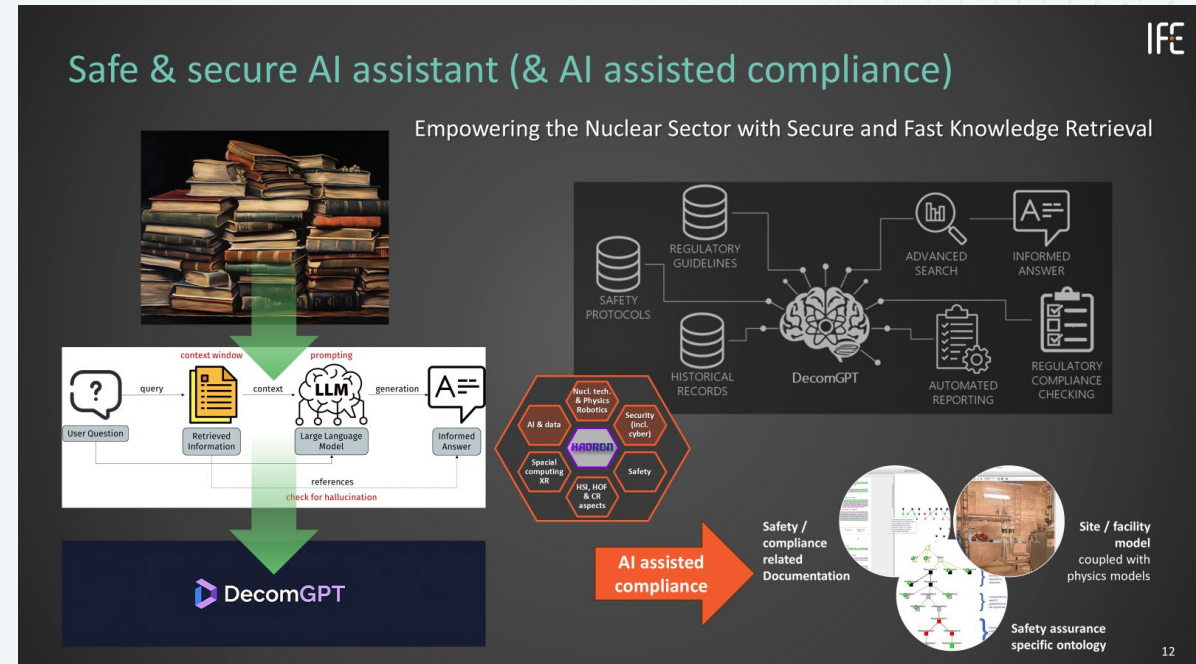 IFE
Safe & secure AI assistant (& AI assisted compliance)
Empowering the Nuclear Sector with Secure and Fast Knowledge Retrieval
context window
prompting
query
context
LLM
generation
?
A
User Question
Retrieved
Information
Large Language
Model
Informed
Answer
references
check for hallucination
DecomGPT
REGULATORY
GUIDELINES
SAFETY
PROTOCOLS
HISTORICAL
RECORDS
DecomGPT
ADVANCED
SEARCH
A
INFORMED
ANSWER
AUTOMATED
REPORTING
REGULATORY
COMPLIANCE
CHECKING
Nucl. tech.
& Physics
Robotics
AI & data
Security
(incl.
cyber)
HADRON
Spacial
computing
XR
Safety
HSI, HOF
& CR
aspects
AI assisted
compliance
Safety /
compliance
related
Documentation
Site / facility
model
coupled with
physics models
Safety assurance
specific ontology
12